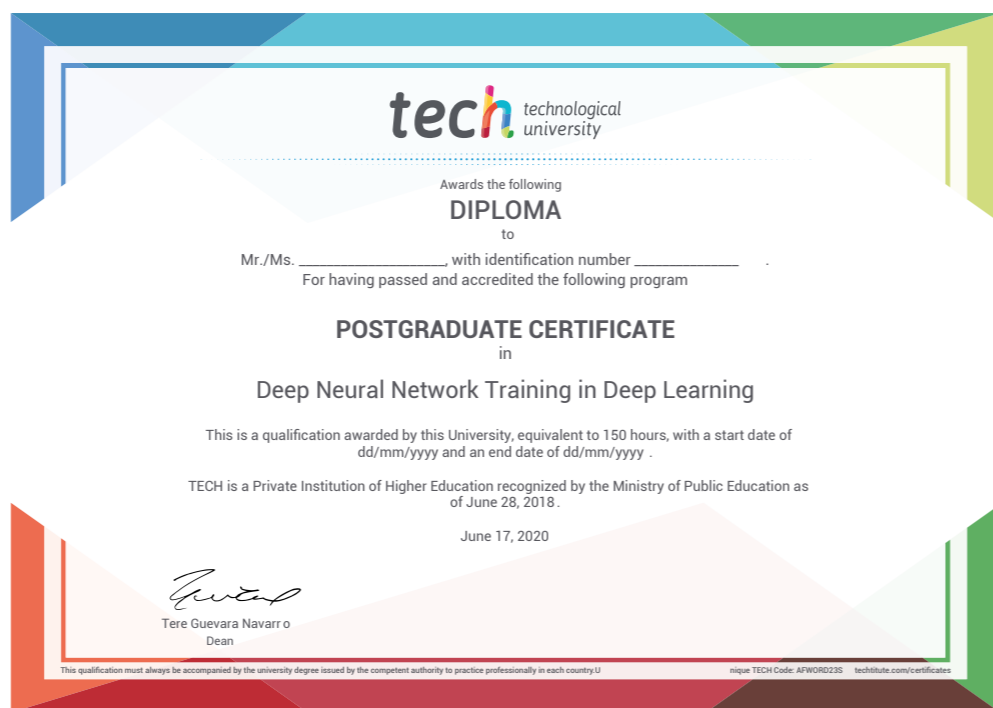 tech technological
university
Awards the following
DIPLOMA
to
Mr./Ms. ____________________, with identification number ______________ .
For having passed and accredited the following program
POSTGRADUATE CERTIFICATE
in
Deep Neural Network Training in Deep Learning
This is a qualification awarded by this University, equivalent to 150 hours, with a start date of
dd/mm/yyyy and an end date of dd/mm/yyyy .
TECH is a Private Institution of Higher Education recognized by the Ministry of Public Education as
of June 28, 2018.
June 17, 2020
Tere Guevara Navarr o
Dean
This qualification must always be accompanied by the university degree issued by the competent authority to practice professionally in each country.U nique TECH Code: AFWORD23S techtitute.com/certificates